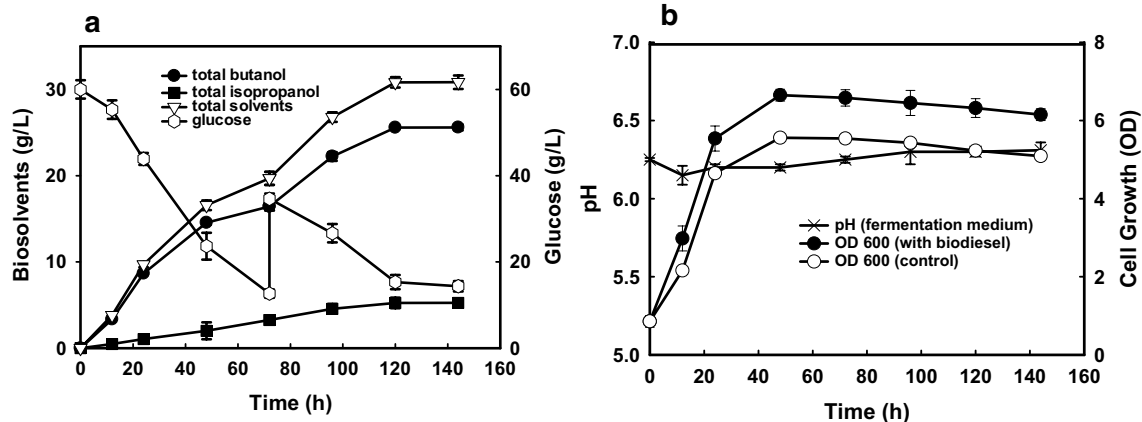 a
Biosolvents (g/L)
30
20
10
0
total butanol
total isopropanol
total solvents
glucose
60
40
20
0
Glucose (g/L)
0 20 40 60 80 100 120 140 160
Time (h)
b
pH
7.0
6.5
6.0
5.5
5.0
pH (fermentation medium)
OD 600 (with biodiesel)
OD 600 (control)
8
6
4
2
0
Cell Growth (OD)
0 20 40 60 80 100 120 140 160
Time (h)